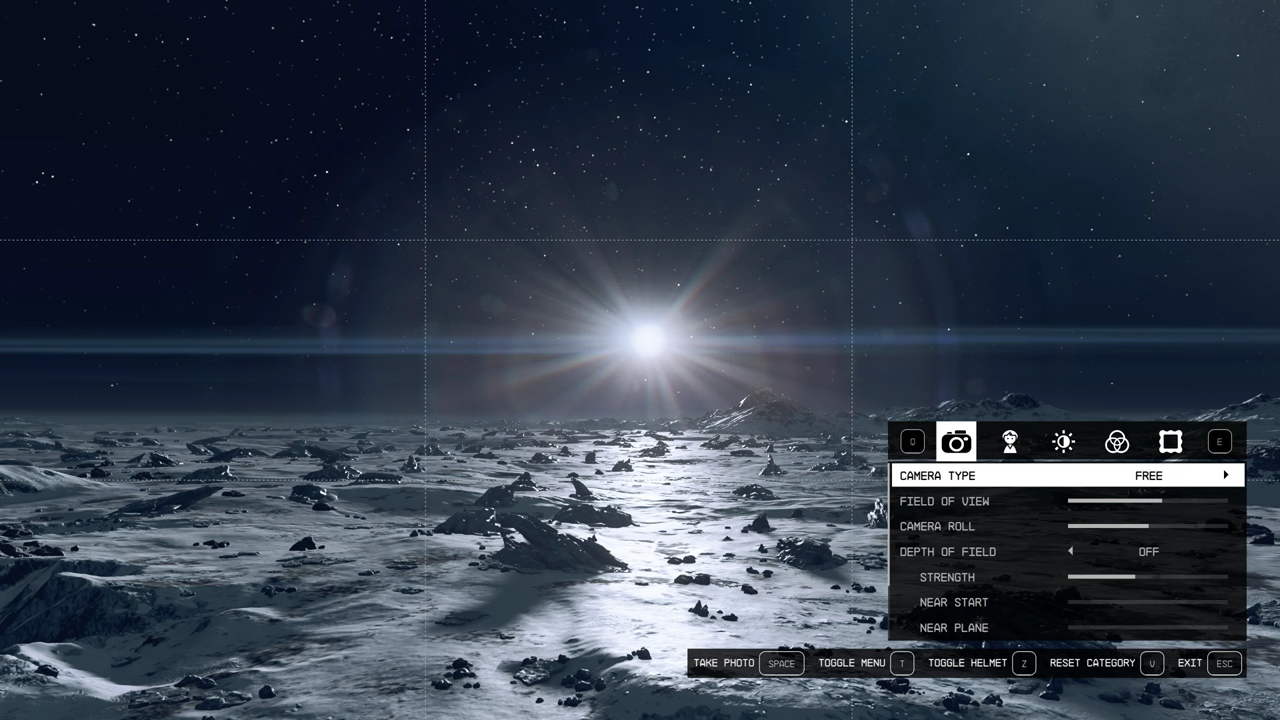 Q E
CAMERA TYPE FREE
FIELD OF VIEW
CAMERA ROLL
DEPTH OF FIELD OFF
STRENGTH
NEAR START
NEAR PLANE
TAKE PHOTO SPACE TOGGLE MENU T TOGGLE HELMET Z RESET CATEGORY V EXIT ESC